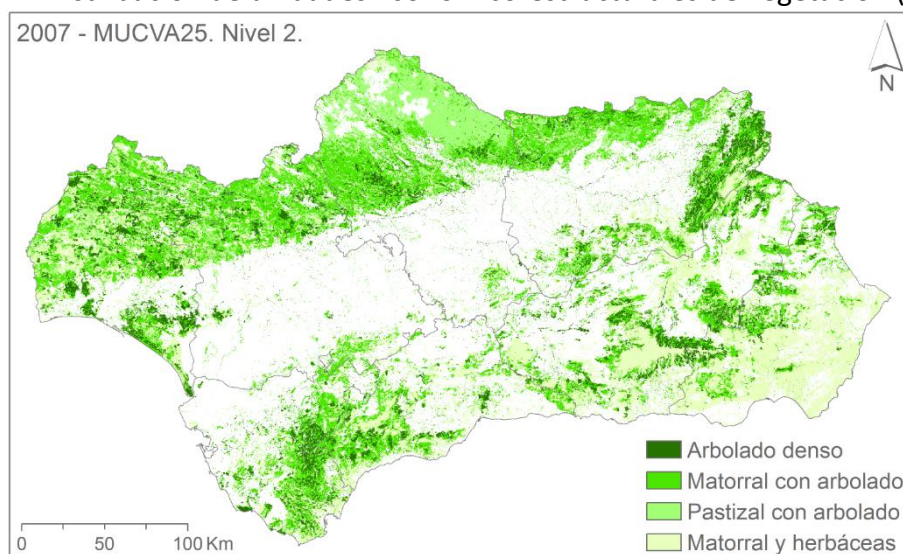 2007 - MUCVA25. Nivel 2.
N
Arbolado denso
Matorral con arbolado
Pastizal con arbolado
Matorral y herbáceas
0 50 100 Km